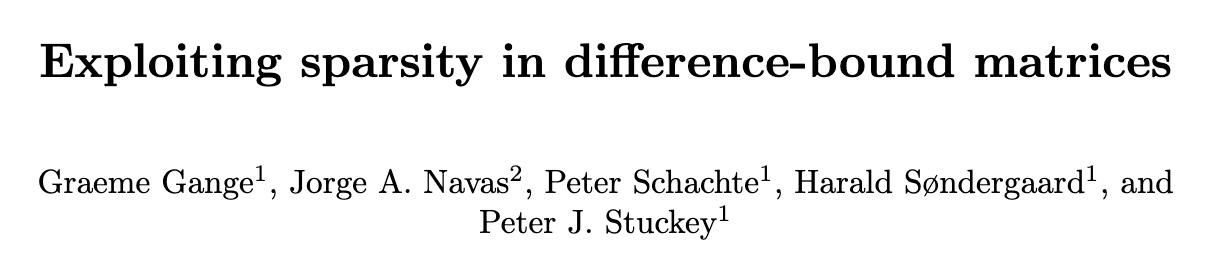 Exploiting sparsity in difference-bound matrices
Graeme Gange¹, Jorge A. Navas², Peter Schachte¹, Harald Søndergaard¹, and
Peter J. Stuckey¹